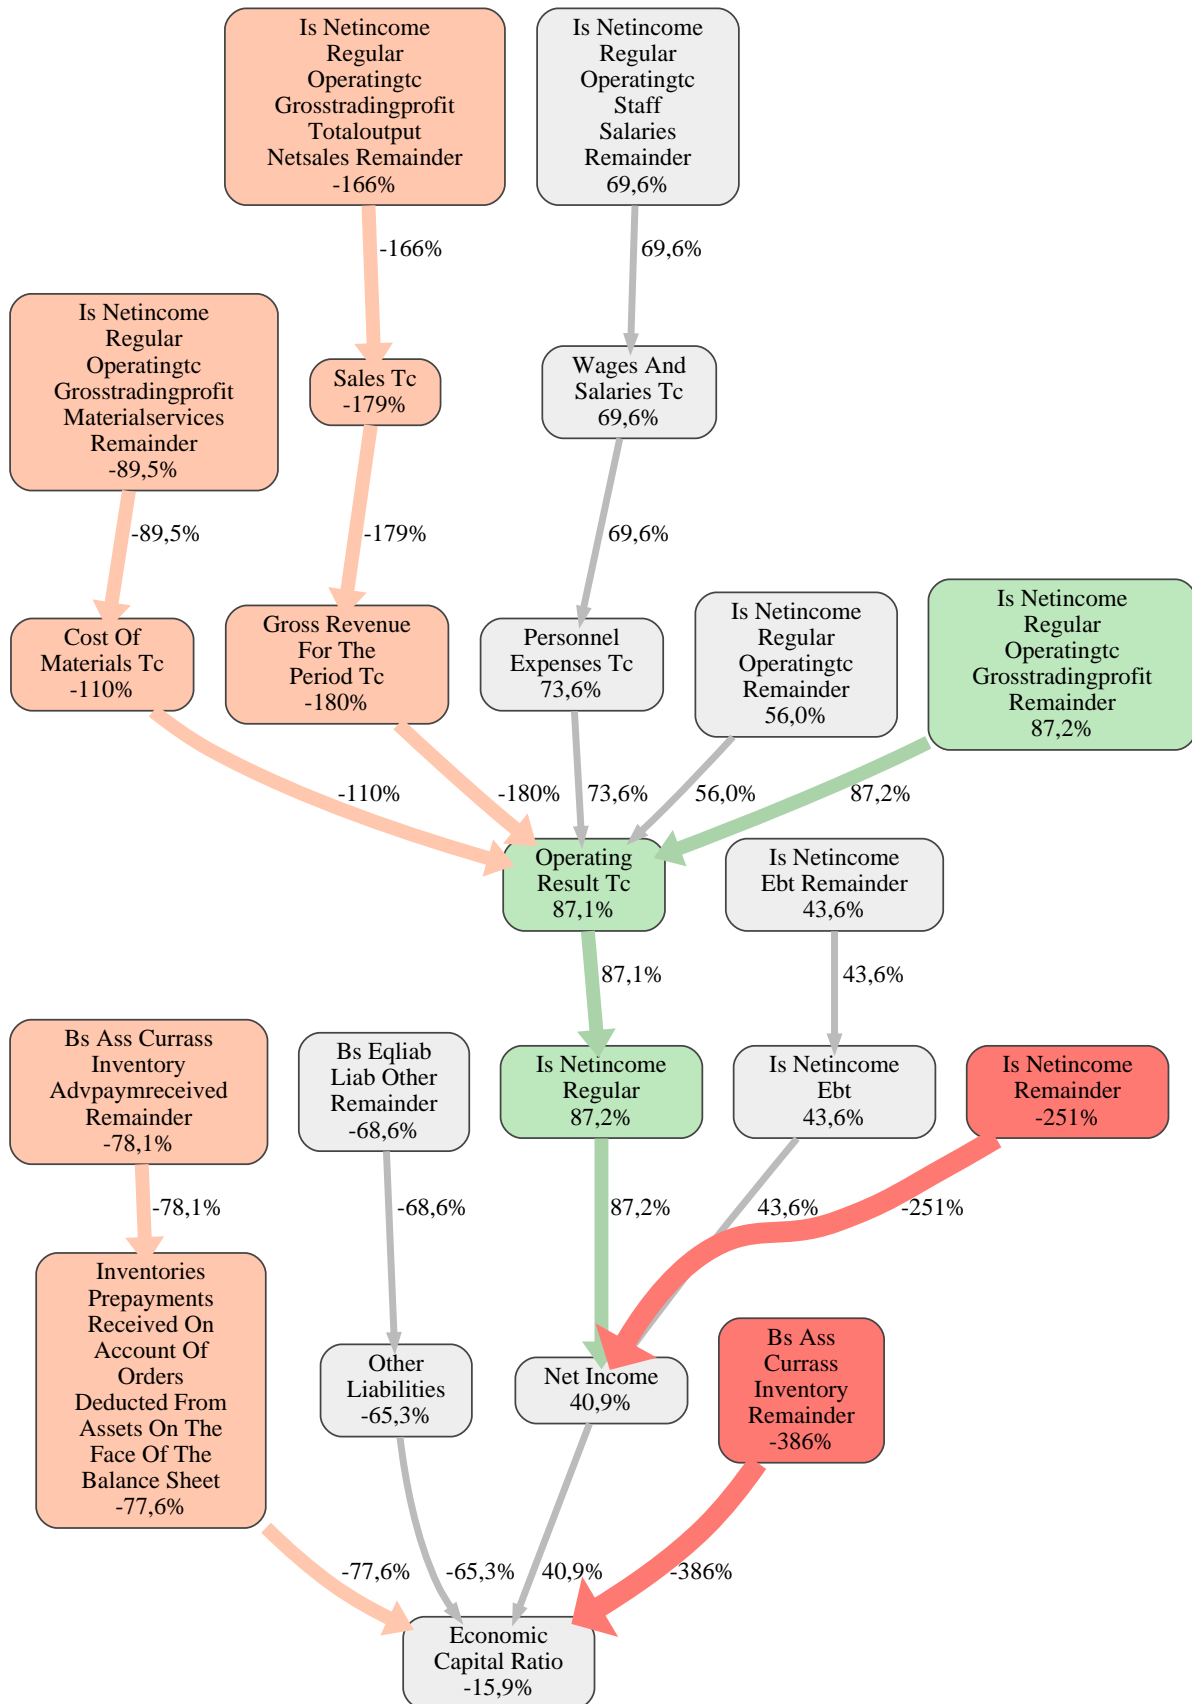 Is Netincome
Regular
Operatingtc
Grosstradingprofit
Totaloutput
Netsales Remainder
-166%
Is Netincome
Regular
Operatingtc
Staff
Salaries
Remainder
69,6%
-166%
69,6%
Is Netincome
Regular
Operatingtc
Grosstradingprofit
Materialservices
Remainder
-89,5%
Sales Tc
-179%
Wages And
Salaries Tc
69,6%
-89,5%
-179%
69,6%
Cost Of
Materials Tc
-110%
Gross Revenue
For The
Period Tc
-180%
Personnel
Expenses Tc
73,6%
Is Netincome
Regular
Operatingtc
Remainder
56,0%
Is Netincome
Regular
Operatingtc
Grosstradingprofit
Remainder
87,2%
-110%
-180%
73,6%
56,0%
87,2%
Operating
Result Tc
87,1%
Is Netincome
Ebt Remainder
43,6%
87,1%
43,6%
Bs Ass Currass
Inventory
Advpaymreceived
Remainder
-78,1%
Bs Eqliab
Liab Other
Remainder
-68,6%
Is Netincome
Regular
87,2%
Is Netincome
Ebt
43,6%
Is Netincome
Remainder
-251%
-78,1%
-68,6%
87,2%
43,6%
-251%
Inventories
Prepayments
Received On
Account Of
Orders
Deducted From
Assets On The
Face Of The
Balance Sheet
-77,6%
Other
Liabilities
-65,3%
Net Income
40,9%
Bs Ass
Currass
Inventory
Remainder
-386%
-77,6%
-65,3%
40,9%
-386%
Economic
Capital Ratio
-15,9%